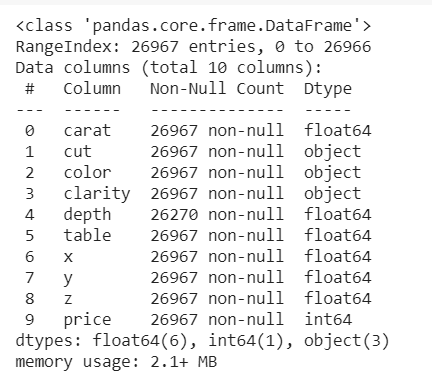 <class 'pandas.core.frame.DataFrame'>
RangeIndex: 26967 entries, 0 to 26966
Data columns (total 10 columns):
 #   Column   Non-Null Count  Dtype
---  ------   --------------  -----
 0   carat    26967 non-null  float64
 1   cut      26967 non-null  object
 2   color    26967 non-null  object
 3   clarity  26967 non-null  object
 4   depth    26270 non-null  float64
 5   table    26967 non-null  float64
 6   x        26967 non-null  float64
 7   y        26967 non-null  float64
 8   z        26967 non-null  float64
 9   price    26967 non-null  int64
dtypes: float64(6), int64(1), object(3)
memory usage: 2.1+ MB